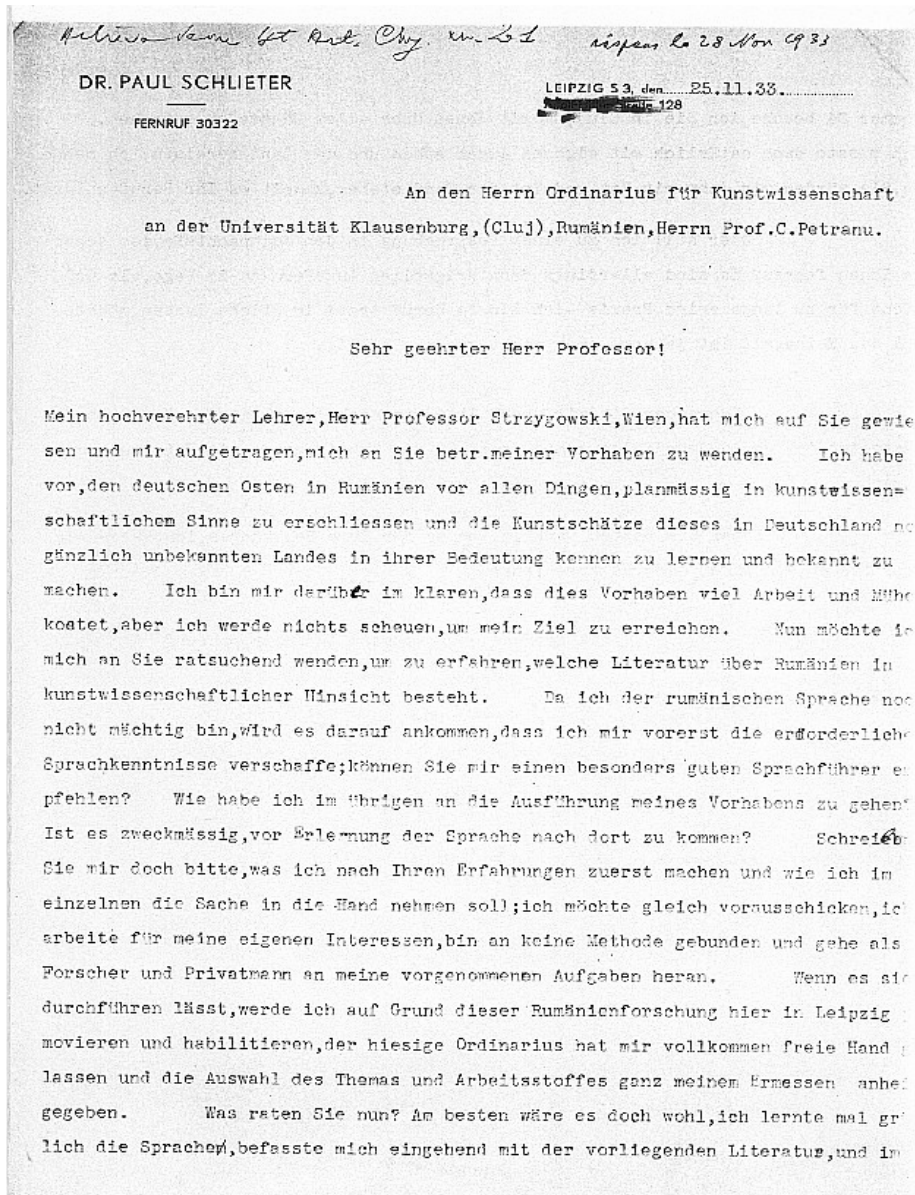 28 Nov 1933
DR. PAUL SCHLIETER
FERNRUF 30322
LEIPZIG S 3, den 25.11.33.
128
An den Herrn Ordinarius für Kunstwissenschaft
an der Universität Klausenburg,(Cluj),Rumänien,Herrn Prof.C.Petranu.
Sehr geehrter Herr Professor!
Mein hochverehrter Lehrer,Herr Professor Strzygowski,Wien,hat mich auf Sie gewie
sen und mir aufgetragen,mich an Sie betr.meiner Vorhaben zu wenden. Ich habe
vor,den deutschen Osten in Rumänien vor allen Dingen,planmässig in kunstwissen=
schaftlichem Sinne zu erschliessen und die Kunstschätze dieses in Deutschland no
gänzlich unbekannten Landes in ihrer Bedeutung kennen zu lernen und bekannt zu
machen. Ich bin mir darüber im klaren,dass dies Vorhaben viel Arbeit und Mühe
kostet,aber ich werde nichts scheuen,um mein Ziel zu erreichen. Nun möchte ic
mich an Sie ratsuchend wenden,um zu erfahren,welche Literatur über Rumänien in
kunstwissenschaftlicher Hinsicht besteht. Da ich der rumänischen Sprache noc
nicht mächtig bin,wird es darauf ankommen,dass ich mir vorerst die erforderliche
Sprachkenntnisse verschaffe;können Sie mir einen besonders guten Sprachführer e
pfehlen? Wie habe ich im übrigen an die Ausführung meines Vorhabens zu gehen
Ist es zweckmässig,vor Erlernung der Sprache nach dort zu kommen? Schreiben
Sie mir doch bitte,was ich nach Ihren Erfahrungen zuerst machen und wie ich im
einzelnen die Sache in die Hand nehmen soll;ich möchte gleich vorausschicken,ic
arbeite für meine eigenen Interessen,bin an keine Methode gebunden und gehe als
Forscher und Privatmann an meine vorgenommenen Aufgaben heran. Wenn es sic
durchführen lässt,werde ich auf Grund dieser Rumänienforschung hier in Leipzig
movieren und habilitieren,der hiesige Ordinarius hat mir vollkommen freie Hand
lassen und die Auswahl des Themas und Arbeitsstoffes ganz meinem Ermessen anhei
gegeben. Was raten Sie nun? Am besten wäre es doch wohl,ich lernte mal gr
lich die Sprache,befasste mich eingehend mit der vorliegenden Literatur,und im